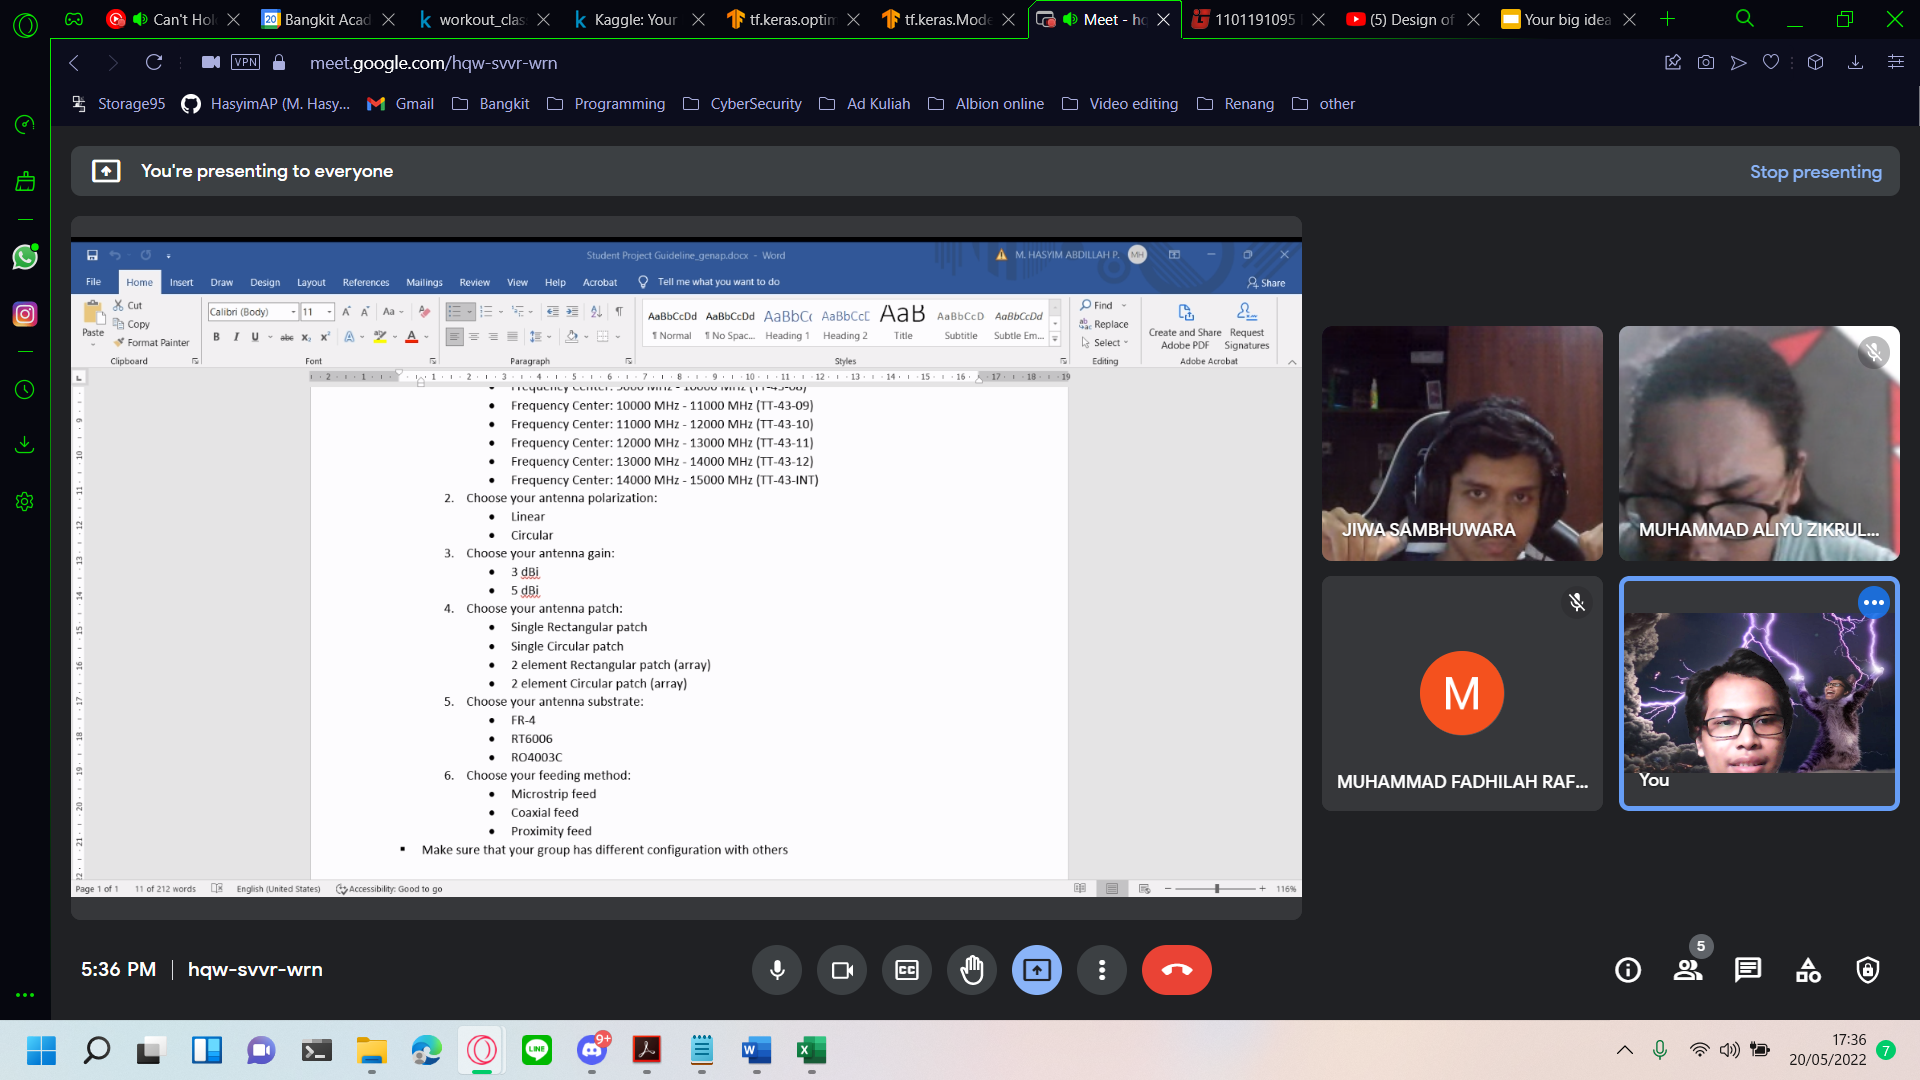 Can't Hol
20 Bangkit Acad
workout_clas
Kaggle: Your
tf.keras.optim
tf.keras.Mode
Meet - ho
1101191095
(5) Design of
Your big idea
VPN
meet.google.com/hqw-svvr-wrn
Storage95
HasyimAP (M. Hasy...
Gmail
Bangkit
Programming
CyberSecurity
Ad Kuliah
Albion online
Video editing
Renang
other
You're presenting to everyone
Stop presenting
Student Project Guideline_genap.docx - Word
M. HASYIM ABDILLAH P.
MH
File Home Insert Draw Design Layout References Mailings Review View Help Acrobat Tell me what you want to do
Share
Paste
Cut
Copy
Format Painter
Clipboard
Calibri (Body) 11
Font
Paragraph
AaBbCcDd AaBbCcDd AaBbCc AaBbCcD AaB AaBbCcD AaBbCcDd
¶ Normal ¶ No Spac... Heading 1 Heading 2 Title Subtitle Subtle Em...
Styles
Find
Replace
Select
Editing
Create and Share Adobe PDF
Request Signatures
Adobe Acrobat
• Frequency Center: 10000 MHz - 11000 MHz (TT-43-09)
• Frequency Center: 11000 MHz - 12000 MHz (TT-43-10)
• Frequency Center: 12000 MHz - 13000 MHz (TT-43-11)
• Frequency Center: 13000 MHz - 14000 MHz (TT-43-12)
• Frequency Center: 14000 MHz - 15000 MHz (TT-43-INT)
2. Choose your antenna polarization:
• Linear
• Circular
3. Choose your antenna gain:
• 3 dBi
• 5 dBi
4. Choose your antenna patch:
• Single Rectangular patch
• Single Circular patch
• 2 element Rectangular patch (array)
• 2 element Circular patch (array)
5. Choose your antenna substrate:
• FR-4
• RT6006
• RO4003C
6. Choose your feeding method:
• Microstrip feed
• Coaxial feed
• Proximity feed
▪ Make sure that your group has different configuration with others
Page 1 of 1 11 of 212 words English (United States) Accessibility: Good to go
116%
JIWA SAMBHUWARA
MUHAMMAD ALIYU ZIKRUL...
M
MUHAMMAD FADHILAH RAF...
You
5:36 PM | hqw-svvr-wrn
5
9+
LINE
17:36
20/05/2022
7